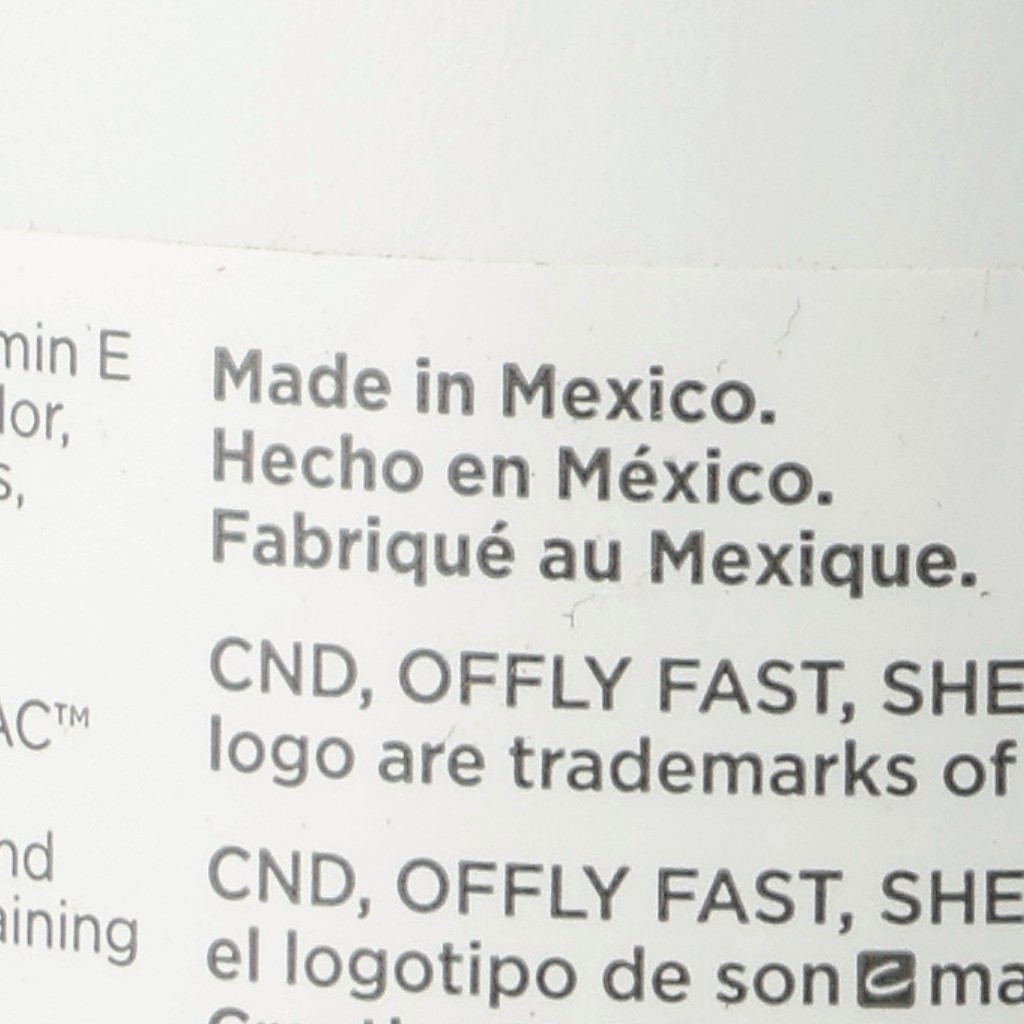 min E
lor,
s,
Made in Mexico.
Hecho en México.
Fabriqué au Mexique.
AC™
nd
aining
CND, OFFLY FAST, SHE
logo are trademarks of
CND, OFFLY FAST, SHE
el logotipo de son ma